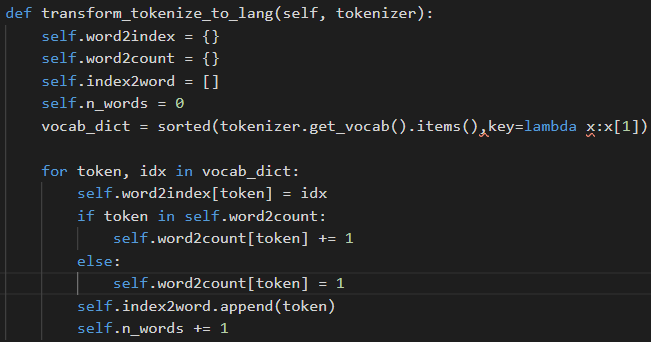 def transform_tokenize_to_lang(self, tokenizer):
    self.word2index = {}
    self.word2count = {}
    self.index2word = []
    self.n_words = 0
    vocab_dict = sorted(tokenizer.get_vocab().items(),key=lambda x:x[1])
    for token, idx in vocab_dict:
        self.word2index[token] = idx
        if token in self.word2count:
            self.word2count[token] += 1
        else:
            self.word2count[token] = 1
        self.index2word.append(token)
        self.n_words += 1